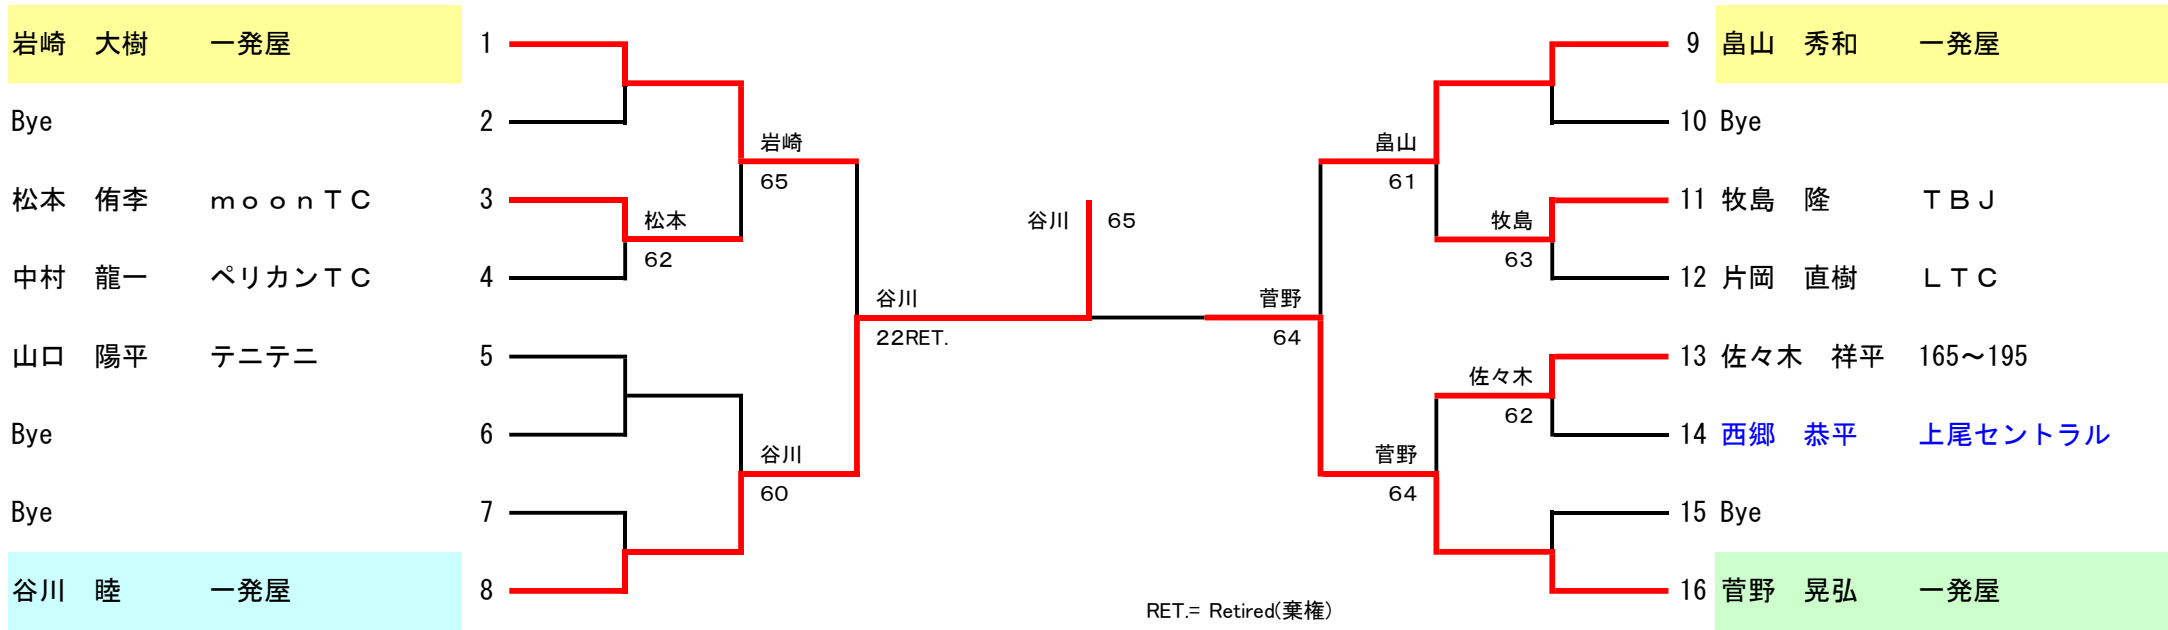 岩崎　大樹　一発屋　1
Bye　2
松本　侑李　ｍｏｏｎＴＣ　3
中村　龍一　ペリカンＴＣ　4
山口　陽平　テニテニ　5
Bye　6
Bye　7
谷川　睦　一発屋　8
松本
62
岩崎
65
谷川
60
谷川
22RET.
谷川　65
菅野
64
畠山
61
菅野
64
牧島
63
佐々木
62
9　畠山　秀和　一発屋
10　Bye
11　牧島　隆　ＴＢＪ
12　片岡　直樹　ＬＴＣ
13　佐々木　祥平　165～195
14　西郷　恭平　上尾セントラル
15　Bye
16　菅野　晃弘　一発屋
RET.= Retired(棄権)